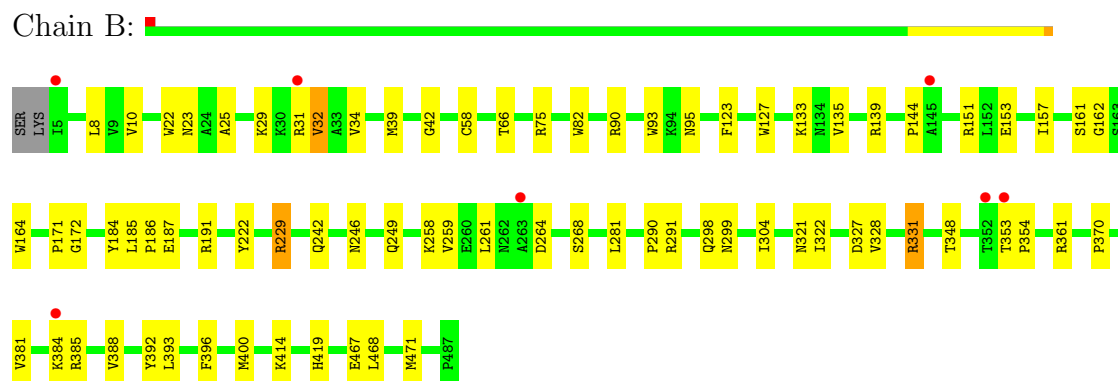 Chain B:
SER LYS I5 L8 V9 V10 W22 N23 A24 A25 K29 K30 R31 V32 A33 V34 M39 G42 C58 T66 R75 W82 R90 W93 K94 N95 F123 W127 K133 N134 V135 R139 P144 A145 R151 L152 E153 I157 S161 G162 S163
W164 P171 G172 Y184 L185 P186 E187 R191 Y222 R229 Q242 N246 Q249 K258 V259 E260 L261 N262 A263 D264 S268 L281 P290 R291 Q298 N299 I304 N321 I322 D327 V328 R331 T348 T352 T353 P354 R361 P370
V381 K384 R385 V388 Y392 L393 F396 M400 K414 H419 E467 L468 M471 P487